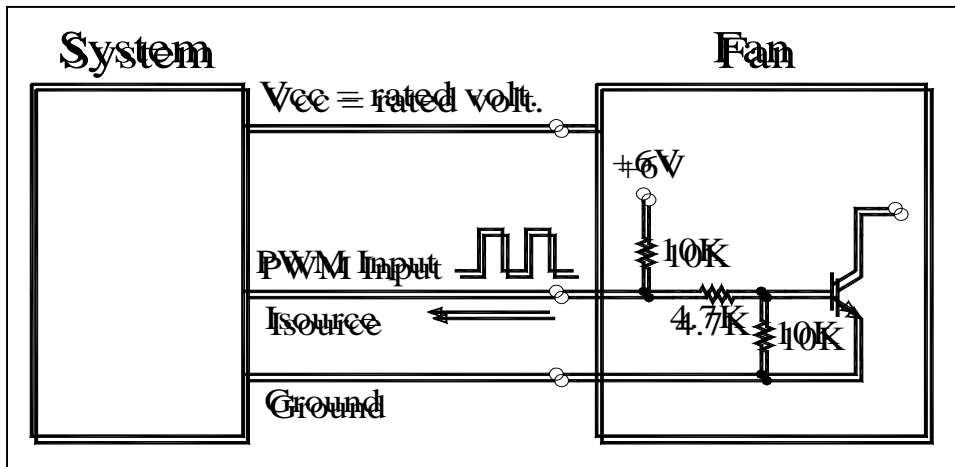 System
Fan
Vcc = rated volt.
+6V
10K
PWM Input
4.7K
10K
Isource
Ground